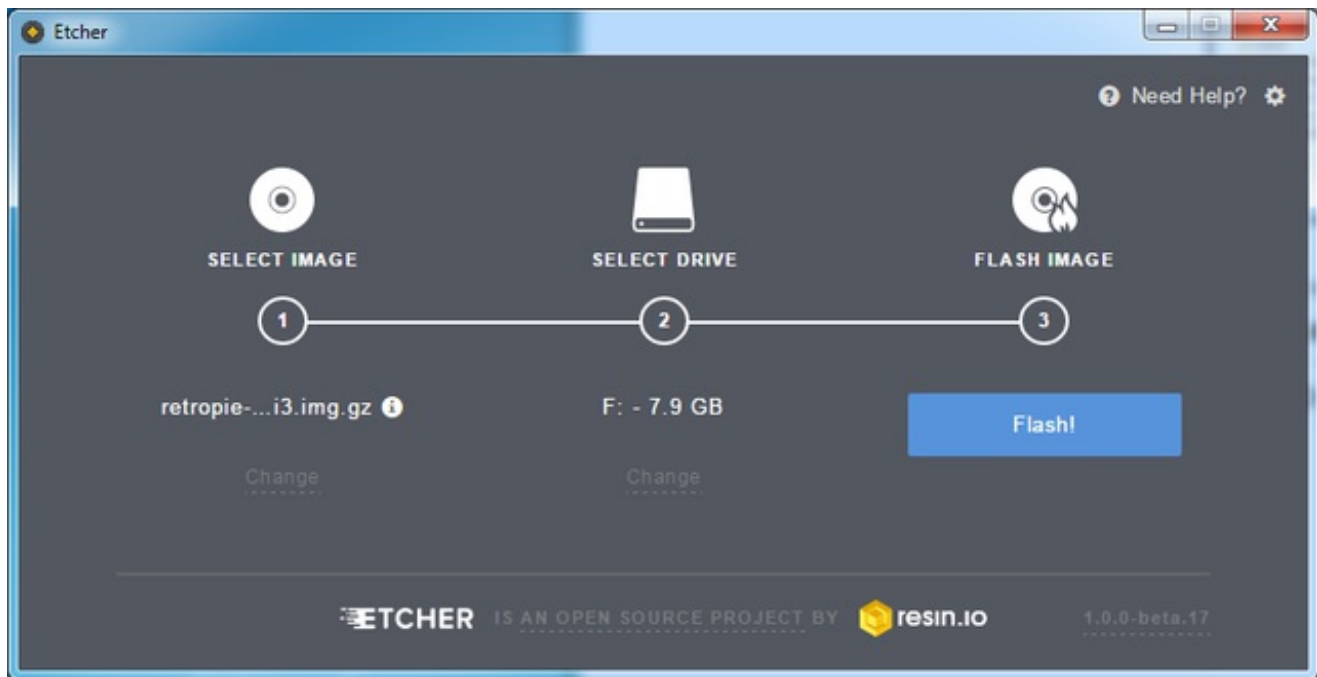 Etcher
Need Help?
SELECT IMAGE
SELECT DRIVE
FLASH IMAGE
1
2
3
retropie-...i3.img.gz
F: - 7.9 GB
Flash!
Change
Change
ETCHER IS AN OPEN SOURCE PROJECT BY resin.io 1.0.0-beta.17